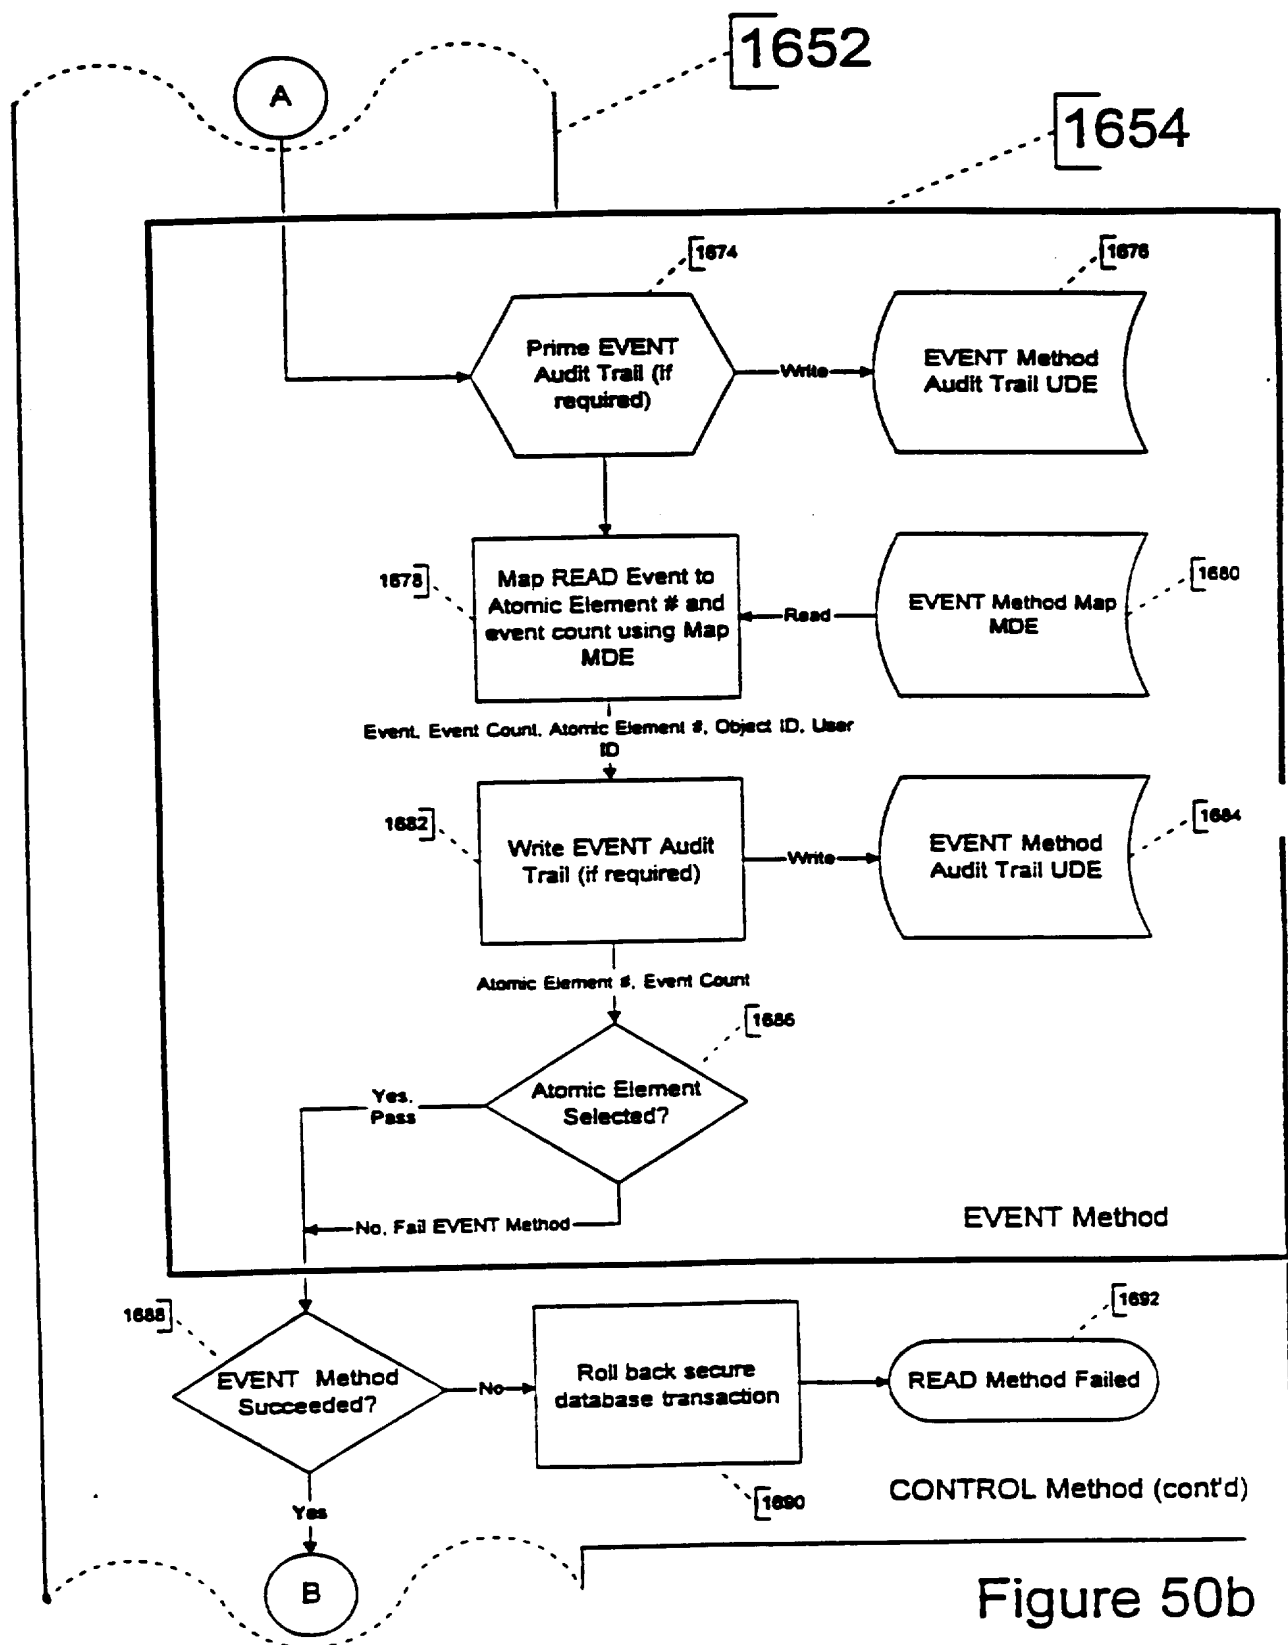 1652
A
1654
1674
1676
Prime EVENT
Audit Trail (if
required)
Write
EVENT Method
Audit Trail UDE
1678
Map READ Event to
Atomic Element # and
event count using Map
MDE
Read
EVENT Method Map
MDE
1680
Event, Event Count, Atomic Element #, Object ID, User
ID
1682
Write EVENT Audit
Trail (if required)
Write
EVENT Method
Audit Trail UDE
1684
Atomic Element #, Event Count
1686
Atomic Element
Selected?
Yes,
Pass
No, Fail EVENT Method
EVENT Method
1688
EVENT Method
Succeeded?
No
Roll back secure
database transaction
1690
READ Method Failed
1692
CONTROL Method (cont'd)
Yes
B
Figure 50b